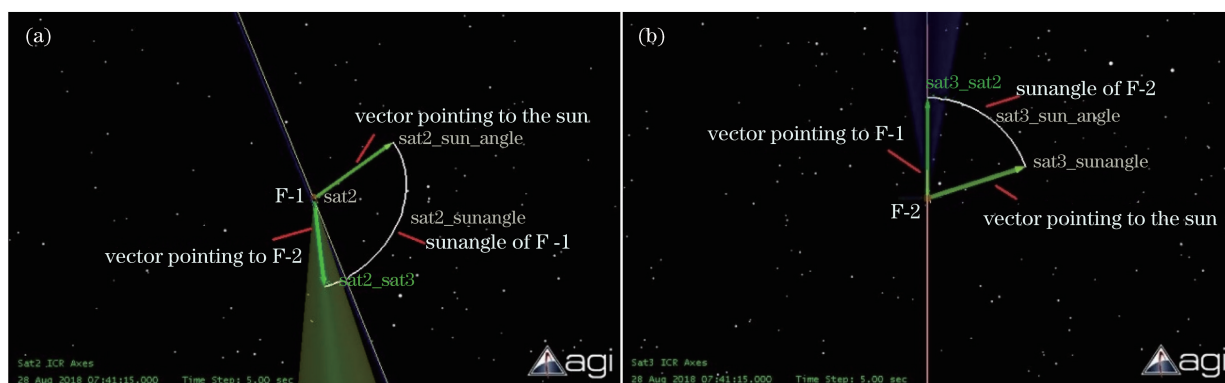 (a)
vector pointing to the sun
sat2_sun_angle
F-1
sat2
sat2_sunangle
sunangle of F -1
vector pointing to F-2
sat2_sat3
Sat2 ICR Axes
28 Aug 2018 07:41:15.000 Time Step: 5.00 sec
agi
(b)
sat3_sat2
sunangle of F-2
sat3_sun_angle
vector pointing to F-1
sat3_sunangle
F-2
vector pointing to the sun
Sat3 ICR Axes
28 Aug 2018 07:41:15.000 Time Step: 5.00 sec
agi